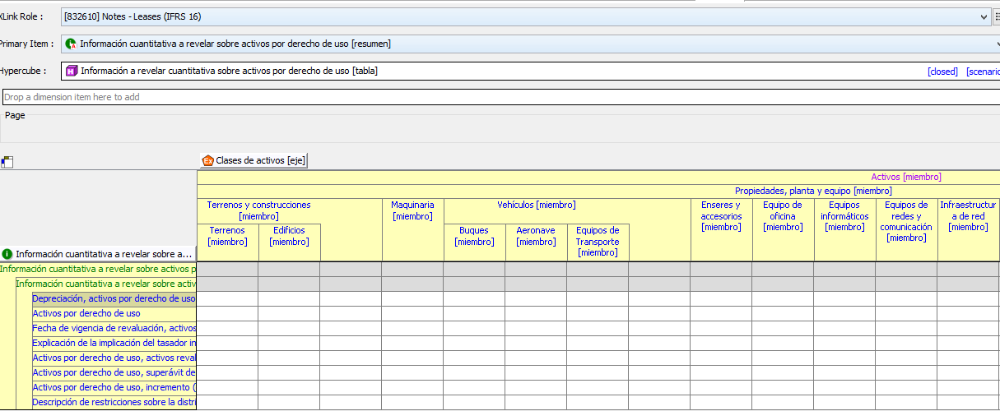 XLink Role : [832610] Notes - Leases (IFRS 16)
Primary Item : Información cuantitativa a revelar sobre activos por derecho de uso [resumen]
Hypercube : Información a revelar cuantitativa sobre activos por derecho de uso [tabla] [closed] [scenario
Drop a dimension item here to add
Page
Clases de activos [eje]
Activos [miembro]
Propiedades, planta y equipo [miembro]
Terrenos y construcciones [miembro]
Maquinaria [miembro]
Vehículos [miembro]
Enseres y accesorios [miembro]
Equipo de oficina [miembro]
Equipos informáticos [miembro]
Equipos de redes y comunicación [miembro]
Infraestructur a de red [miembro]
Terrenos [miembro]
Edificios [miembro]
Buques [miembro]
Aeronave [miembro]
Equipos de Transporte [miembro]
Información cuantitativa a revelar sobre a...
Información cuantitativa a revelar sobre activos p
Información cuantitativa a revelar sobre activ
Depreciación, activos por derecho de uso
Activos por derecho de uso
Fecha de vigencia de revaluación, activos
Explicación de la implicación del tasador in
Activos por derecho de uso, activos reval
Activos por derecho de uso, superávit de
Activos por derecho de uso, incremento (
Descripción de restricciones sobre la distri